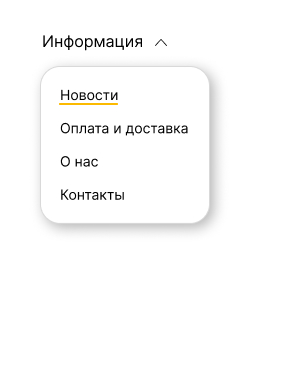 Информация
Новости
Оплата и доставка
О нас
Контакты